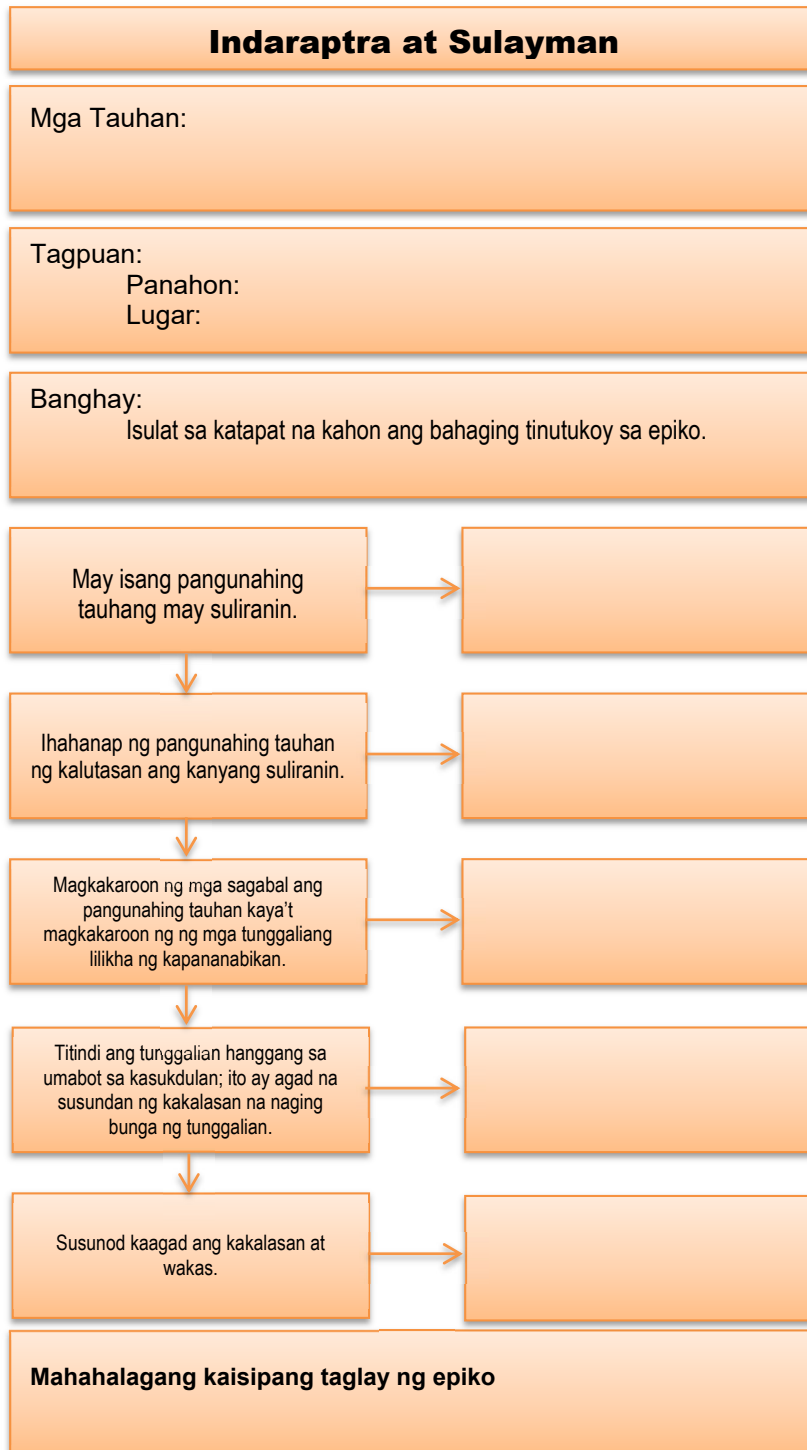 Indaraptra at Sulayman
Mga Tauhan:
Tagpuan:
Panahon:
Lugar:
Banghay:
Isulat sa katapat na kahon ang bahaging tinutukoy sa epiko.
May isang pangunahing
tauhang may suliranin.
Ihahanap ng pangunahing tauhan
ng kalutasan ang kanyang suliranin.
Magkakaroon ng mga sagabal ang
pangunahing tauhan kaya’t
magkakaroon ng ng mga tunggaliang
lilikha ng kapananabikan.
Titindi ang tunggalian hanggang sa
umabot sa kasukdulan; ito ay agad na
susundan ng kakalasan na naging
bunga ng tunggalian.
Susunod kaagad ang kakalasan at
wakas.
Mahahalagang kaisipang taglay ng epiko